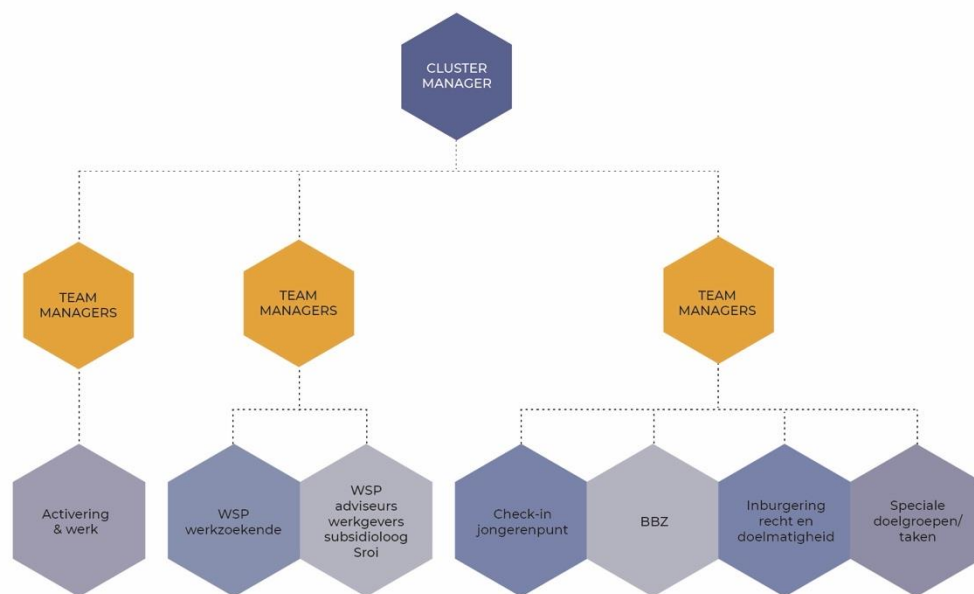 CLUSTER
MANAGER
TEAM
MANAGERS
TEAM
MANAGERS
TEAM
MANAGERS
Activering
& werk
WSP
werkzoekende
WSP
adviseurs
werkgevers
subsidioloog
Sroi
Check-in
jongerenpunt
BBZ
Inburgering
recht en
doelmatigheid
Speciale
doelgroepen/
taken